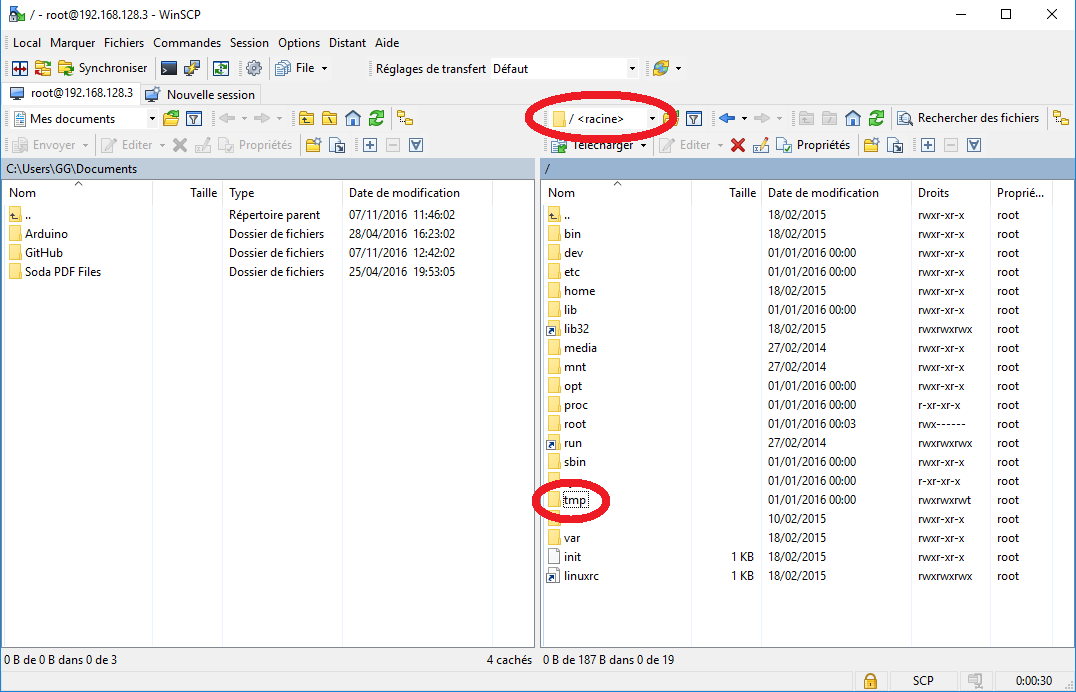 / - root@192.168.128.3 - WinSCP
Local Marquer Fichiers Commandes Session Options Distant Aide
Synchroniser File Réglages de transfert Défaut
root@192.168.128.3 Nouvelle session
Mes documents / <racine> Rechercher des fichiers
Envoyer Editer Propriétés Télécharger Editer Propriétés
C:\Users\GG\Documents /
Nom Taille Type Date de modification Nom Taille Date de modification Droits Proprié...
.. Répertoire parent 07/11/2016 11:46:02 .. 18/02/2015 rwxr-xr-x root
Arduino Dossier de fichiers 28/04/2016 16:23:02 bin 18/02/2015 rwxr-xr-x root
GitHub Dossier de fichiers 07/11/2016 12:42:02 dev 01/01/2016 00:00 rwxr-xr-x root
Soda PDF Files Dossier de fichiers 25/04/2016 19:53:05 etc 01/01/2016 00:00 rwxr-xr-x root
home 18/02/2015 rwxr-xr-x root
lib 01/01/2016 00:00 rwxr-xr-x root
lib32 18/02/2015 rwxrwxrwx root
media 27/02/2014 rwxr-xr-x root
mnt 27/02/2014 rwxr-xr-x root
opt 01/01/2016 00:00 rwxr-xr-x root
proc 01/01/2016 00:00 r-xr-xr-x root
root 01/01/2016 00:03 rwx------ root
run 27/02/2014 rwxrwxrwx root
sbin 01/01/2016 00:00 rwxr-xr-x root
01/01/2016 00:00 r-xr-xr-x root
tmp 01/01/2016 00:00 rwxrwxrwt root
10/02/2015 rwxr-xr-x root
var 18/02/2015 rwxr-xr-x root
init 1 KB 18/02/2015 rwxr-xr-x root
linuxrc 1 KB 18/02/2015 rwxrwxrwx root
0 B de 0 B dans 0 de 3 4 cachés 0 B de 187 B dans 0 de 19
SCP 0:00:30